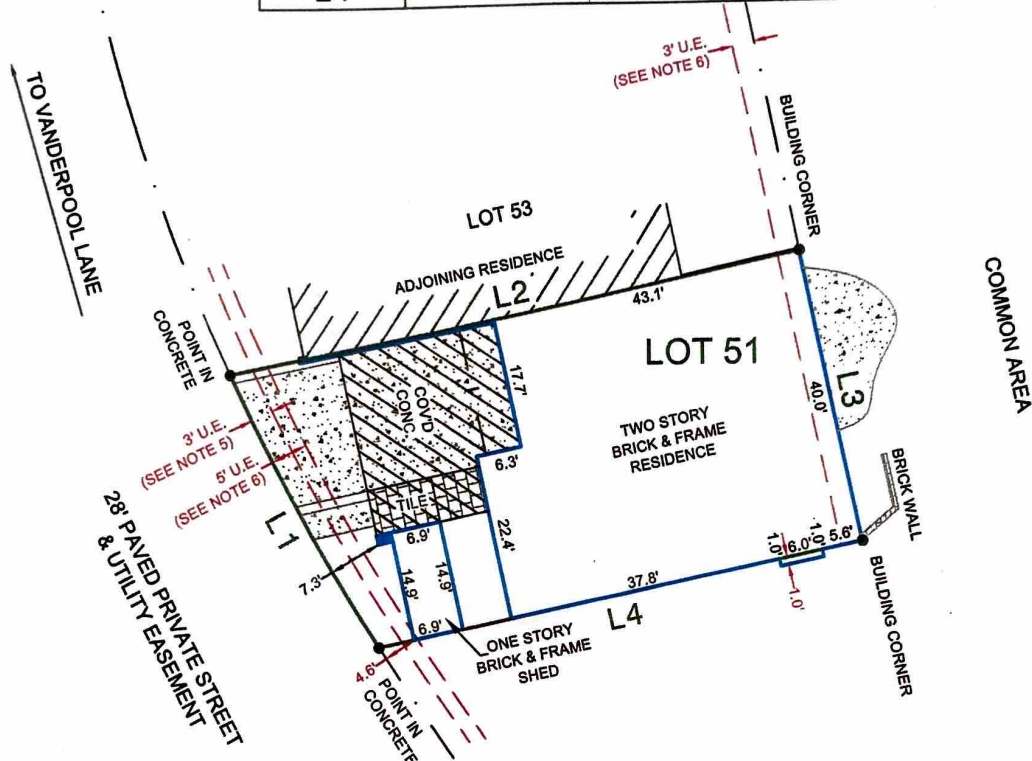 3' U.E.
(SEE NOTE 6)
TO VANDERPOOL LANE
BUILDING CORNER
LOT 53
ADJOINING RESIDENCE
L2
43.1'
COMMON AREA
POINT IN
CONCRETE
LOT 51
COV'D
CONC.
17.7'
TWO STORY
BRICK & FRAME
RESIDENCE
40.0'
L3
3' U.E.
(SEE NOTE 5)
5' U.E.
(SEE NOTE 6)
6.3'
BRICK WALL
TILE
L1
28' PAVED PRIVATE STREET
& UTILITY EASEMENT
6.9'
22.4'
1.0'
6.0'
1.0'
5.6'
7.3'
14.9'
14.9'
37.8'
1.0'
L4
6.9'
BUILDING CORNER
ONE STORY
BRICK & FRAME
SHED
4.6'
POINT IN
CONCRETE